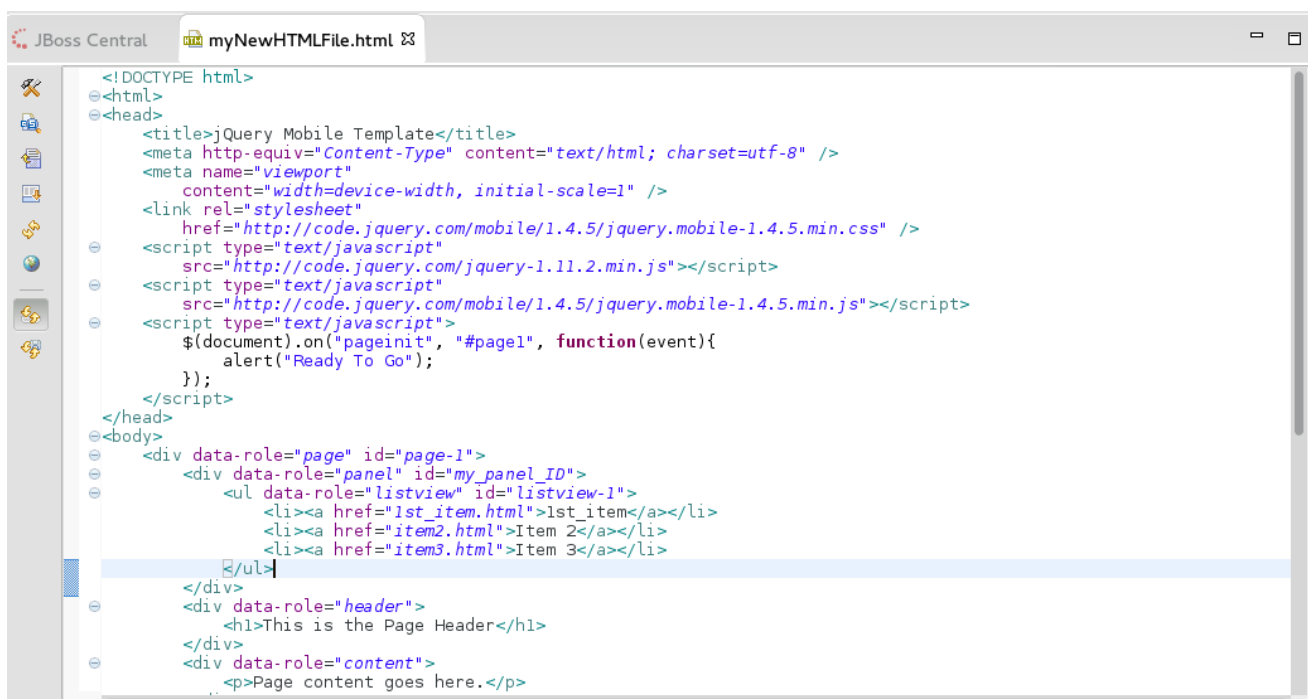 JBoss Central
myNewHTMLFile.html
<!DOCTYPE html>
<html>
<head>
    <title>jQuery Mobile Template</title>
    <meta http-equiv="Content-Type" content="text/html; charset=utf-8" />
    <meta name="viewport"
        content="width=device-width, initial-scale=1" />
    <link rel="stylesheet"
        href="http://code.jquery.com/mobile/1.4.5/jquery.mobile-1.4.5.min.css" />
    <script type="text/javascript"
        src="http://code.jquery.com/jquery-1.11.2.min.js"></script>
    <script type="text/javascript"
        src="http://code.jquery.com/mobile/1.4.5/jquery.mobile-1.4.5.min.js"></script>
    <script type="text/javascript">
        $(document).on("pageinit", "#page1", function(event){
            alert("Ready To Go");
        });
    </script>
</head>
<body>
    <div data-role="page" id="page-1">
        <div data-role="panel" id="my_panel_ID">
            <ul data-role="listview" id="listview-1">
                <li><a href="1st_item.html">1st_item</a></li>
                <li><a href="item2.html">Item 2</a></li>
                <li><a href="item3.html">Item 3</a></li>
            </ul>
        </div>
        <div data-role="header">
            <h1>This is the Page Header</h1>
        </div>
        <div data-role="content">
            <p>Page content goes here.</p>